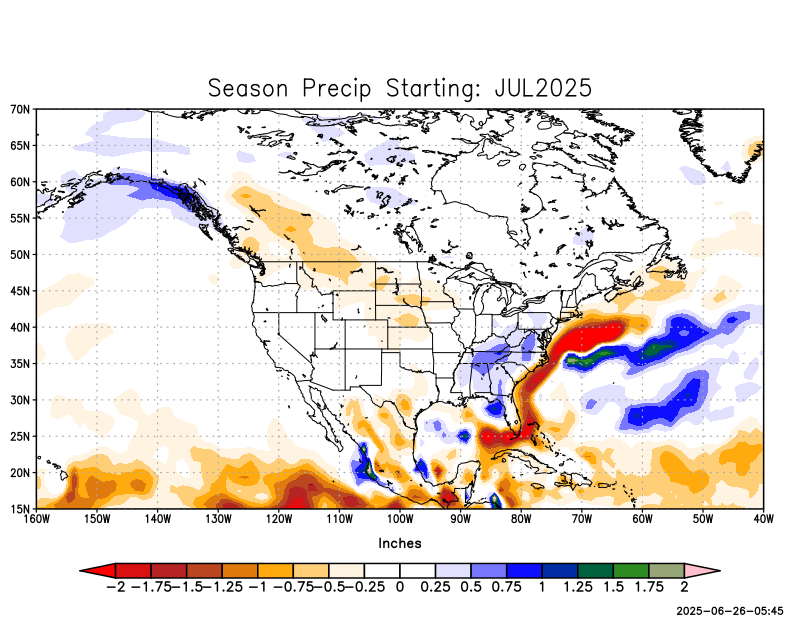 Season Precip Starting: JUL2025
70N
65N
60N
55N
50N
45N
40N
35N
30N
25N
20N
15N
160W 150W 140W 130W 120W 110W 100W 90W 80W 70W 60W 50W 40W
Inches
−2 −1.75 −1.5 −1.25 −1 −0.75 −0.5 −0.25 0 0.25 0.5 0.75 1 1.25 1.5 1.75 2
2025−06−26−05:45